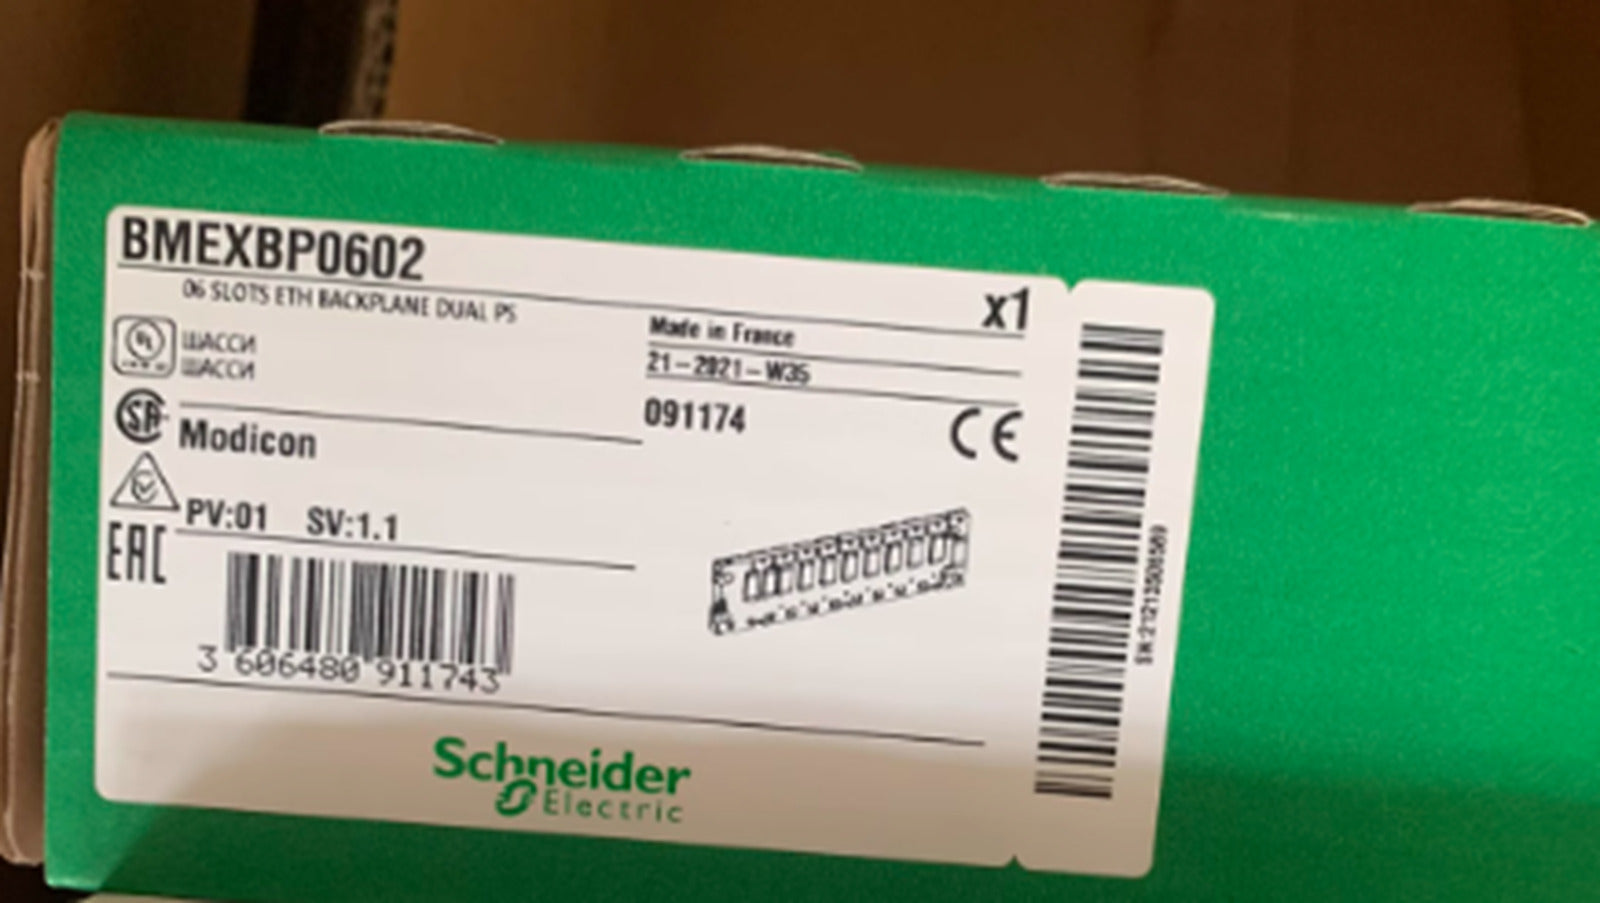 BMEXBP0602
06 SLOTS ETH BACKPLANE DUAL PS
x1
ШАССИ
ШАССИ
Made in France
21-2021-W35
091174
CE
Modicon
PV:01 SV:1.1
EAC
3 606480 911743
Schneider
Electric